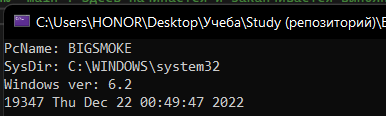 C:\Users\HONOR\Desktop\Учеба\Study (репозиторий)\
PcName: BIGSMOKE
SysDir: C:\WINDOWS\system32
Windows ver: 6.2
19347 Thu Dec 22 00:49:47 2022